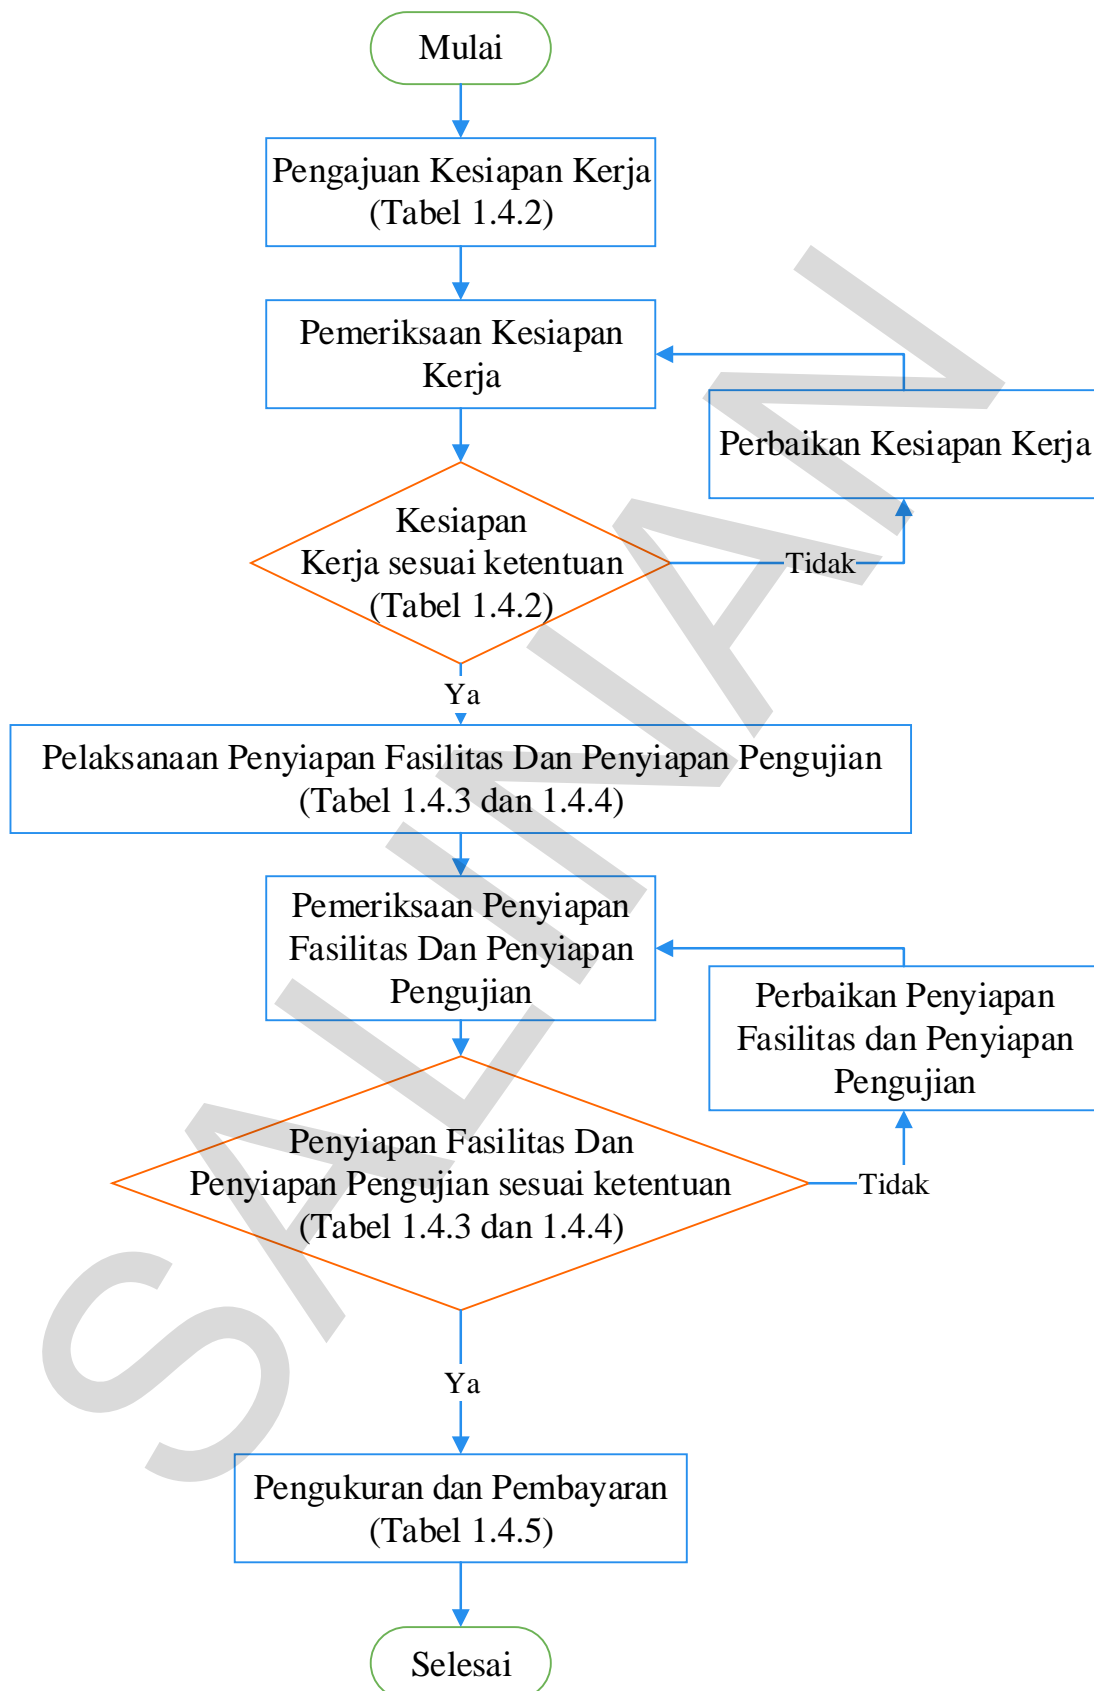 Mulai
Pengajuan Kesiapan Kerja
(Tabel 1.4.2)
Pemeriksaan Kesiapan
Kerja
Perbaikan Kesiapan Kerja
Kesiapan
Kerja sesuai ketentuan
(Tabel 1.4.2)
Tidak
Ya
Pelaksanaan Penyiapan Fasilitas Dan Penyiapan Pengujian
(Tabel 1.4.3 dan 1.4.4)
Pemeriksaan Penyiapan
Fasilitas Dan Penyiapan
Pengujian
Perbaikan Penyiapan
Fasilitas dan Penyiapan
Pengujian
Penyiapan Fasilitas Dan
Penyiapan Pengujian sesuai ketentuan
(Tabel 1.4.3 dan 1.4.4)
Tidak
Ya
Pengukuran dan Pembayaran
(Tabel 1.4.5)
Selesai
SALINAN